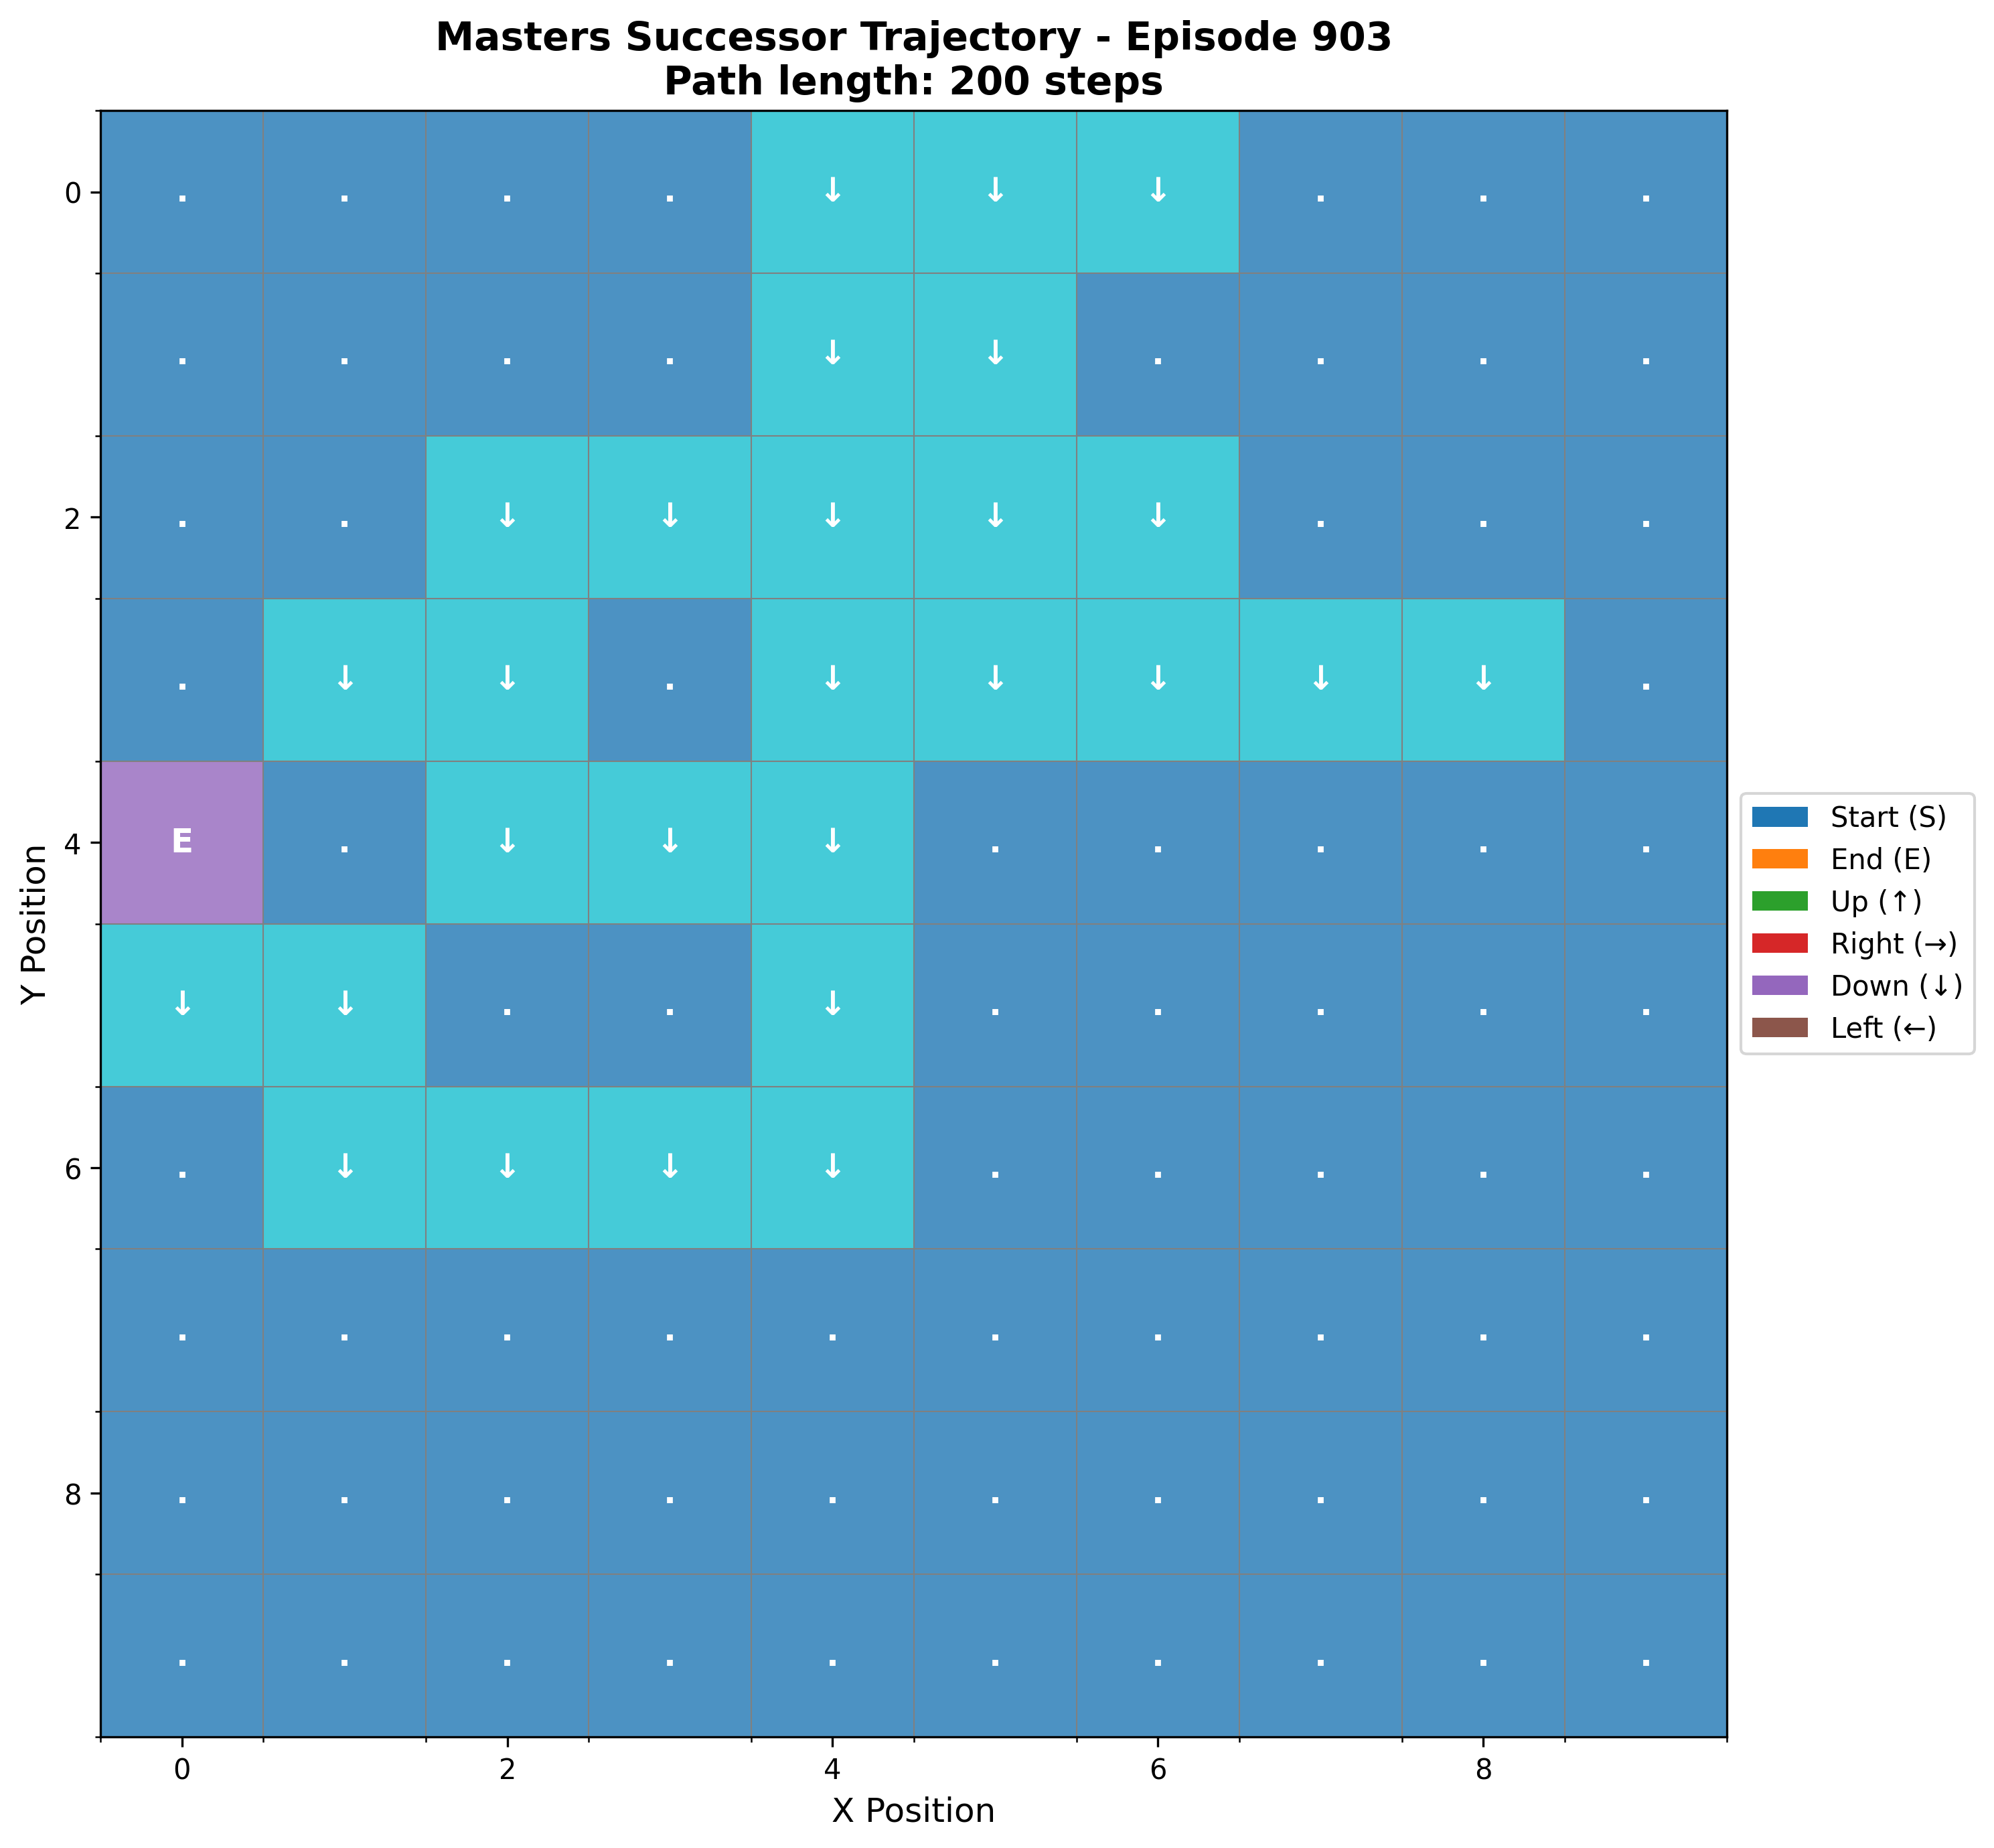 Masters Successor Trajectory - Episode 903
Path length: 200 steps
0 . . . . ↓ ↓ ↓ . . .
. . . . ↓ ↓ . . . .
2 . . ↓ ↓ ↓ ↓ ↓ . . .
. ↓ ↓ . ↓ ↓ ↓ ↓ ↓ .
4 E . ↓ ↓ ↓ . . . . .
↓ ↓ . . ↓ . . . . .
6 . ↓ ↓ ↓ ↓ . . . . .
. . . . . . . . . .
8 . . . . . . . . . .
. . . . . . . . . .
0 2 4 6 8
X Position
Y Position
Start (S)
End (E)
Up (↑)
Right (→)
Down (↓)
Left (←)